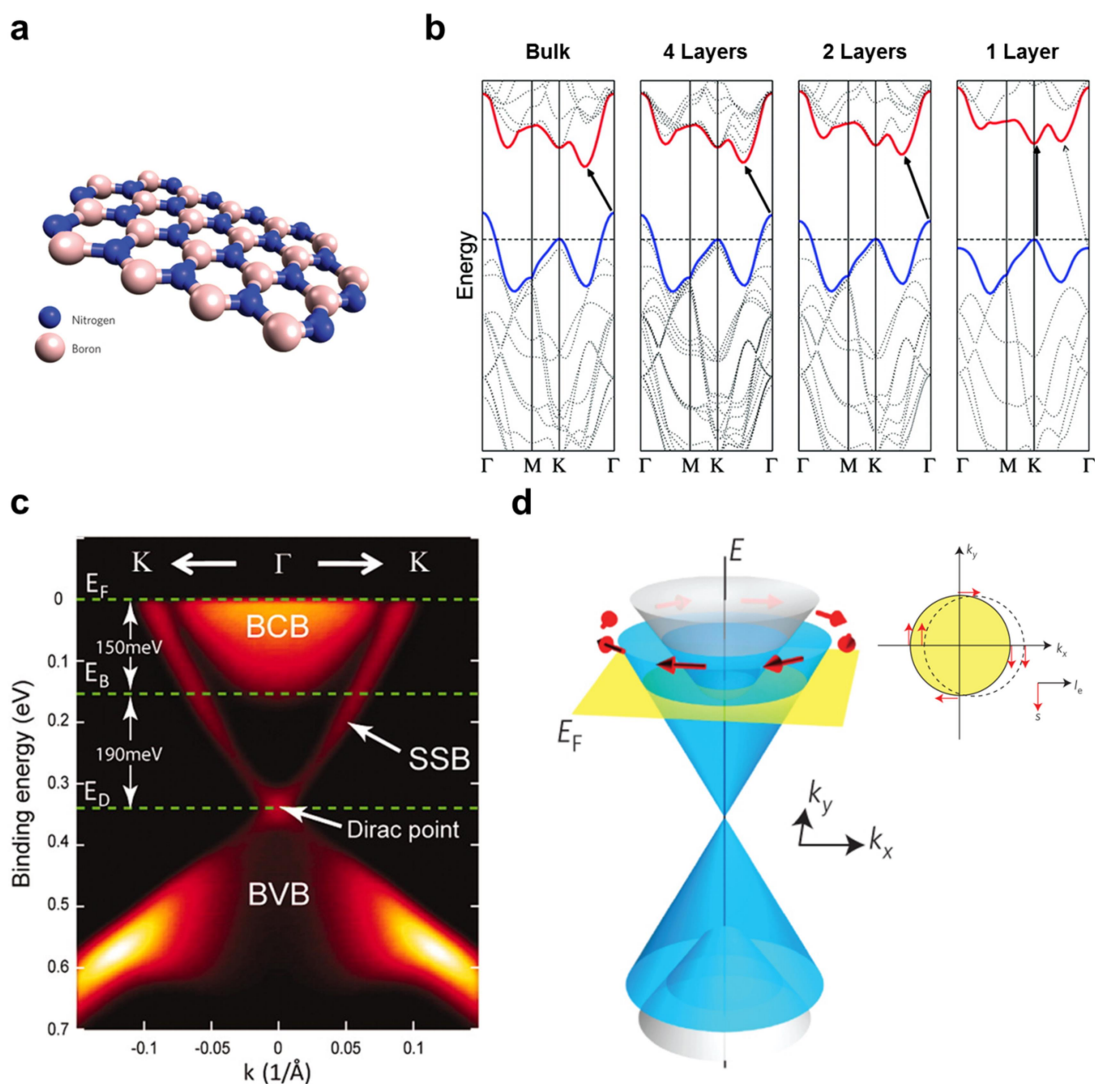 a
Nitrogen
Boron
b
Bulk
4 Layers
2 Layers
1 Layer
Energy
Γ M K Γ
Γ M K Γ
Γ M K Γ
Γ M K Γ
c
K Γ K
E_F
0
BCB
150meV
0.1
E_B
0.2
190meV
SSB
0.3
E_D
Dirac point
0.4
BVB
0.5
0.6
0.7
Binding energy (eV)
-0.1 -0.05 0 0.05 0.1
k (1/Å)
d
E
E_F
k_y
k_x
k_y
k_x
I_e
s